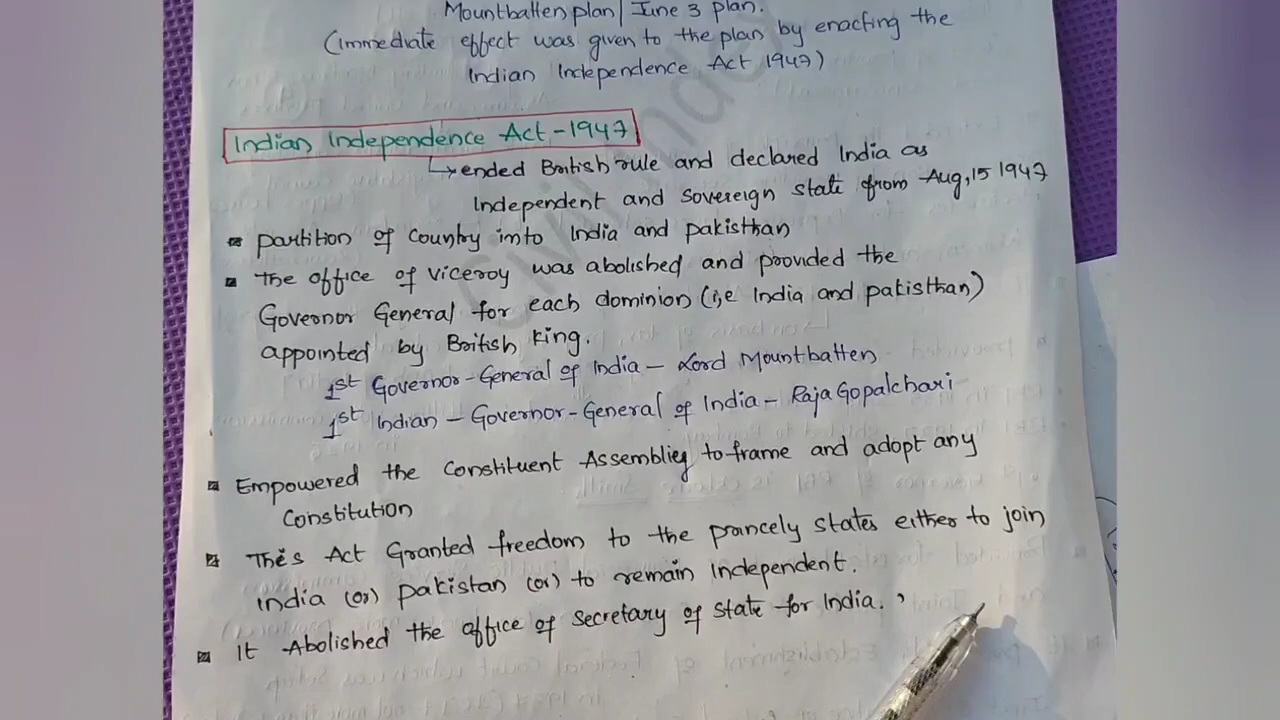 Mountbatten plan / June 3 plan.
(immediate effect was given to the plan by enacting the
Indian Independence Act 1947)
Indian Independence Act - 1947
↳ ended British rule and declared India as
Independent and sovereign state from Aug, 15 1947
▪ partition of country into India and pakisthan
▪ The office of viceroy was abolished and provided the
Governor General for each dominion (i,e India and pakisthan)
appointed by British King.
1st Governor-General of India – Lord Mountbatten
1st Indian – Governor-General of India – Raja Gopalchari
▪ Empowered the Constituent Assemblies to frame and adopt any
Constitution
▪ This Act Granted freedom to the princely states either to join
India (or) pakistan (or) to remain Independent.
▪ It Abolished the office of secretary of state for India.
Civil Index